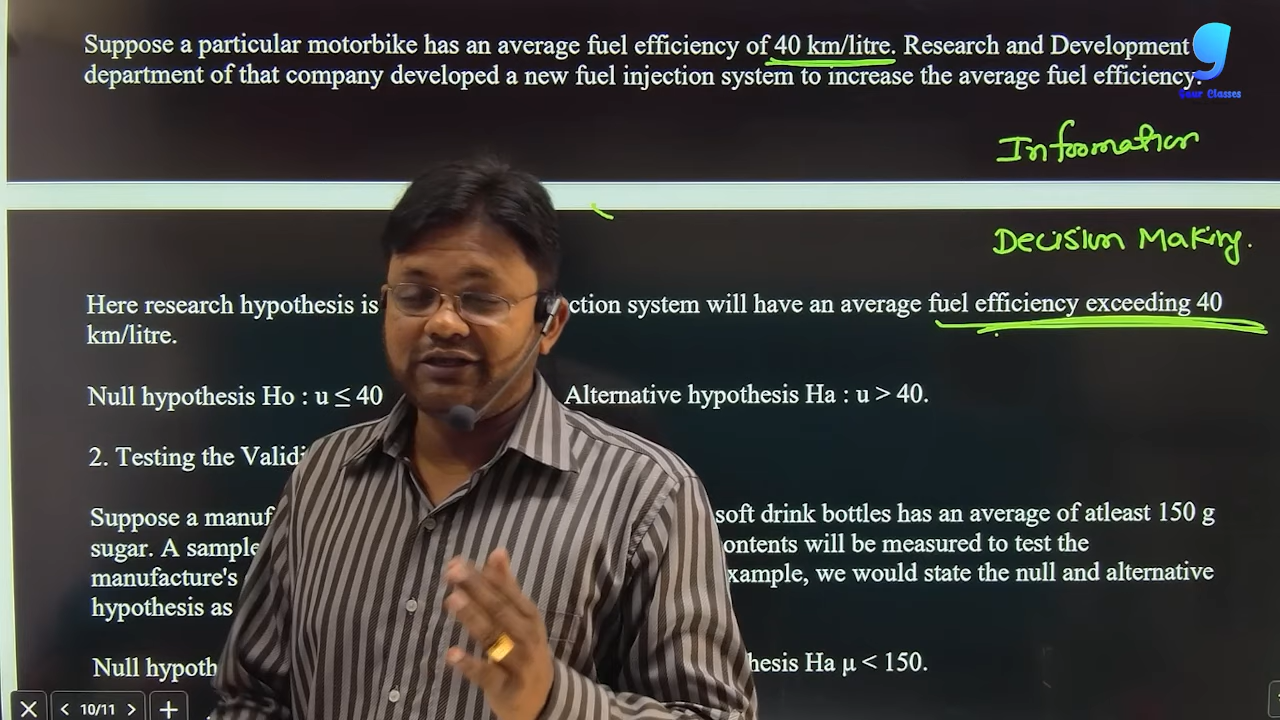 Suppose a particular motorbike has an average fuel efficiency of 40 km/litre. Research and Development
department of that company developed a new fuel injection system to increase the average fuel efficiency.
Gaur Classes
Information
Decision Making.
Here research hypothesis is ction system will have an average fuel efficiency exceeding 40
km/litre.
Null hypothesis Ho : u ≤ 40 Alternative hypothesis Ha : u > 40.
2. Testing the Validi
Suppose a manuf soft drink bottles has an average of atleast 150 g
sugar. A sample ontents will be measured to test the
manufacture's xample, we would state the null and alternative
hypothesis as
Null hypoth hesis Ha μ < 150.
10/11